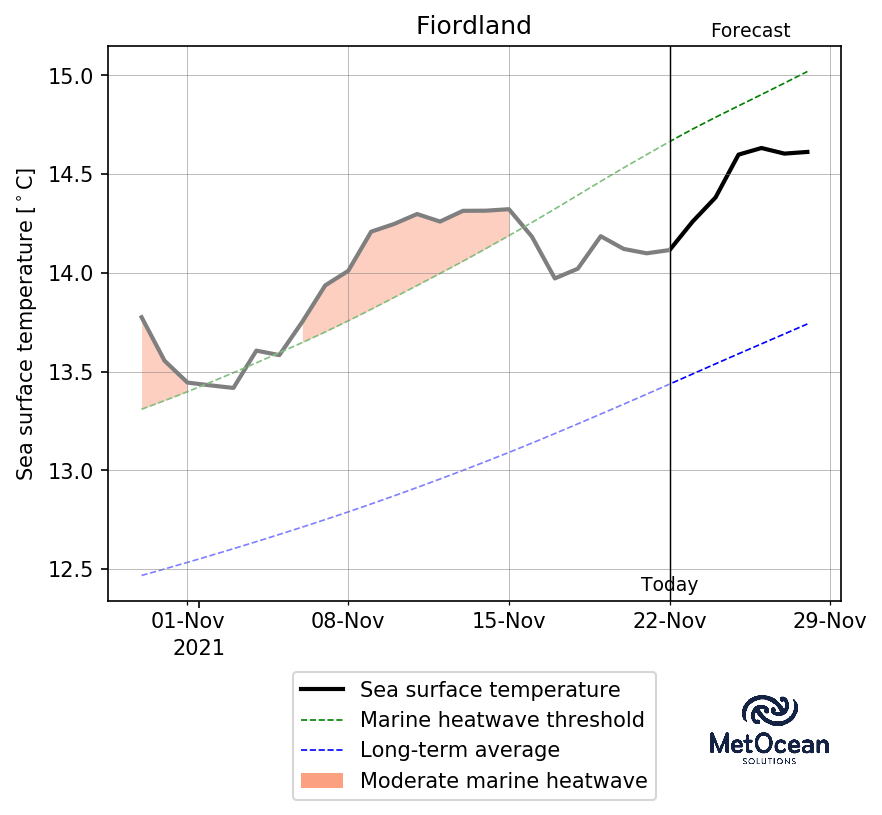 Fiordland
Forecast
Sea surface temperature [°C]
15.0
14.5
14.0
13.5
13.0
12.5
Today
01-Nov
08-Nov
15-Nov
22-Nov
29-Nov
2021
Sea surface temperature
Marine heatwave threshold
Long-term average
Moderate marine heatwave
MetOcean
SOLUTIONS